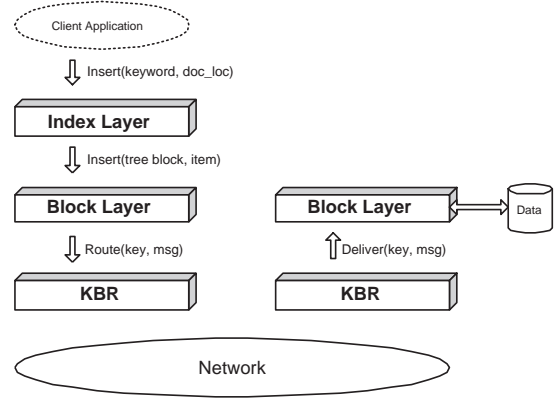 Client Application
Insert(keyword, doc_loc)
Index Layer
Insert(tree block, item)
Block Layer
Block Layer
Data
Route(key, msg)
Deliver(key, msg)
KBR
KBR
Network